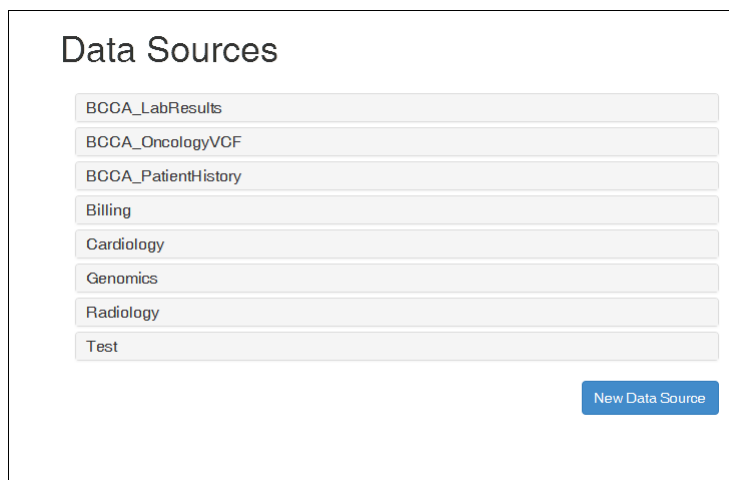 Data Sources
BCCA_LabResults
BCCA_OncologyVCF
BCCA_PatientHistory
Billing
Cardiology
Genomics
Radiology
Test
New Data Source